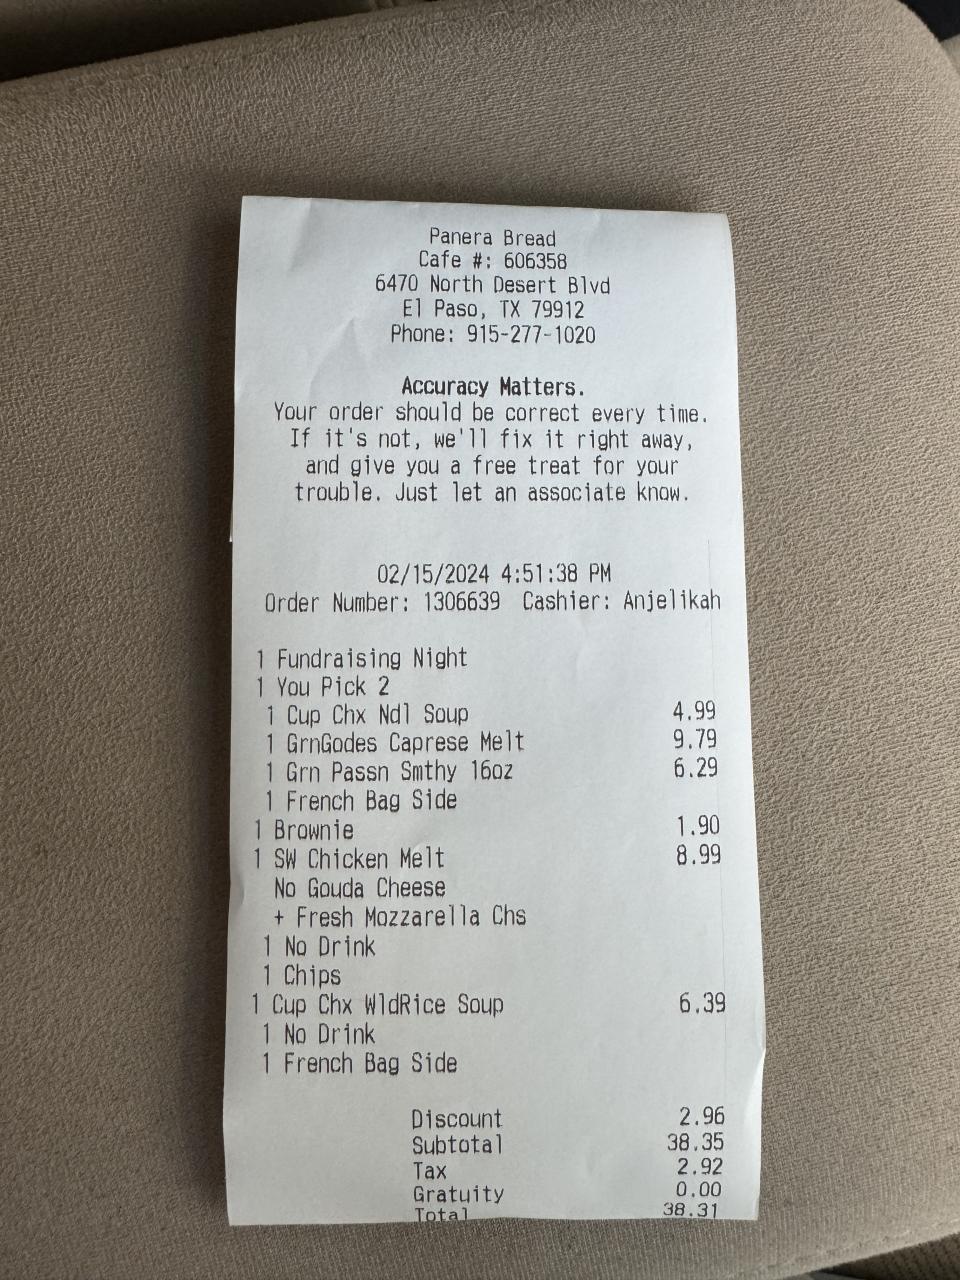 Panera Bread
Cafe #: 606358
6470 North Desert Blvd
El Paso, TX 79912
Phone: 915-277-1020
Accuracy Matters.
Your order should be correct every time.
If it's not, we'll fix it right away,
and give you a free treat for your
trouble. Just let an associate know.
02/15/2024 4:51:38 PM
Order Number: 1306639 Cashier: Anjelikah
1 Fundraising Night
1 You Pick 2
1 Cup Chx Ndl Soup 4.99
1 GrnGodes Caprese Melt 9.79
1 Grn Passn Smthy 16oz 6.29
1 French Bag Side
1 Brownie 1.90
1 SW Chicken Melt 8.99
No Gouda Cheese
+ Fresh Mozzarella Chs
1 No Drink
1 Chips
1 Cup Chx WldRice Soup 6.39
1 No Drink
1 French Bag Side
Discount 2.96
Subtotal 38.35
Tax 2.92
Gratuity 0.00
Total 38.31